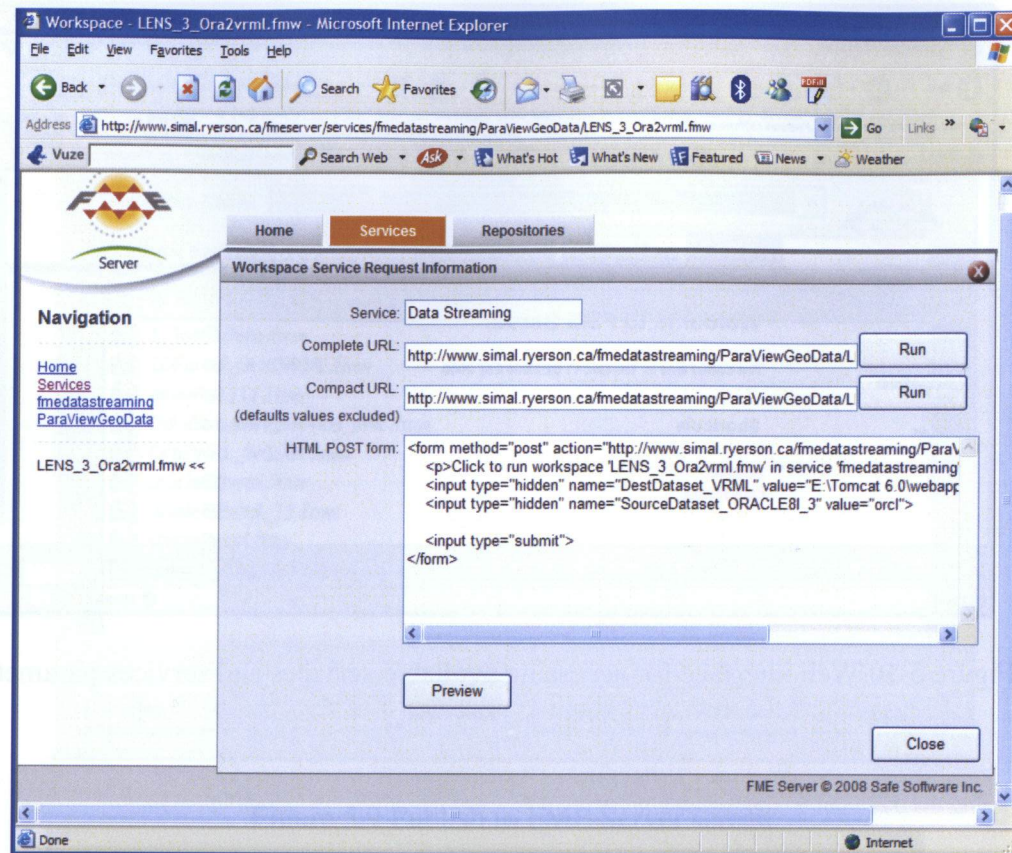 Workspace - LENS_3_Ora2vrml.fmw - Microsoft Internet Explorer
File Edit View Favorites Tools Help
Back Search Favorites PDFill
Address http://www.simal.ryerson.ca/fmeserver/services/fmedatastreaming/ParaViewGeoData/LENS_3_Ora2vrml.fmw Go Links »
Vuze Search Web Ask What's Hot What's New Featured News Weather
FME
Server
Home Services Repositories
Workspace Service Request Information
Navigation
Home
Services
fmedatastreaming
ParaViewGeoData
LENS_3_Ora2vrml.fmw <<
Service: Data Streaming
Complete URL: http://www.simal.ryerson.ca/fmedatastreaming/ParaViewGeoData/L Run
Compact URL: http://www.simal.ryerson.ca/fmedatastreaming/ParaViewGeoData/L Run
(defaults values excluded)
HTML POST form: <form method="post" action="http://www.simal.ryerson.ca/fmedatastreaming/ParaV
<p>Click to run workspace 'LENS_3_Ora2vrml.fmw' in service 'fmedatastreaming'
<input type="hidden" name="DestDataset_VRML" value="E:\Tomcat 6.0\webapp
<input type="hidden" name="SourceDataset_ORACLE8I_3" value="orcl">
<input type="submit">
</form>
Preview
Close
FME Server © 2008 Safe Software Inc.
Done Internet